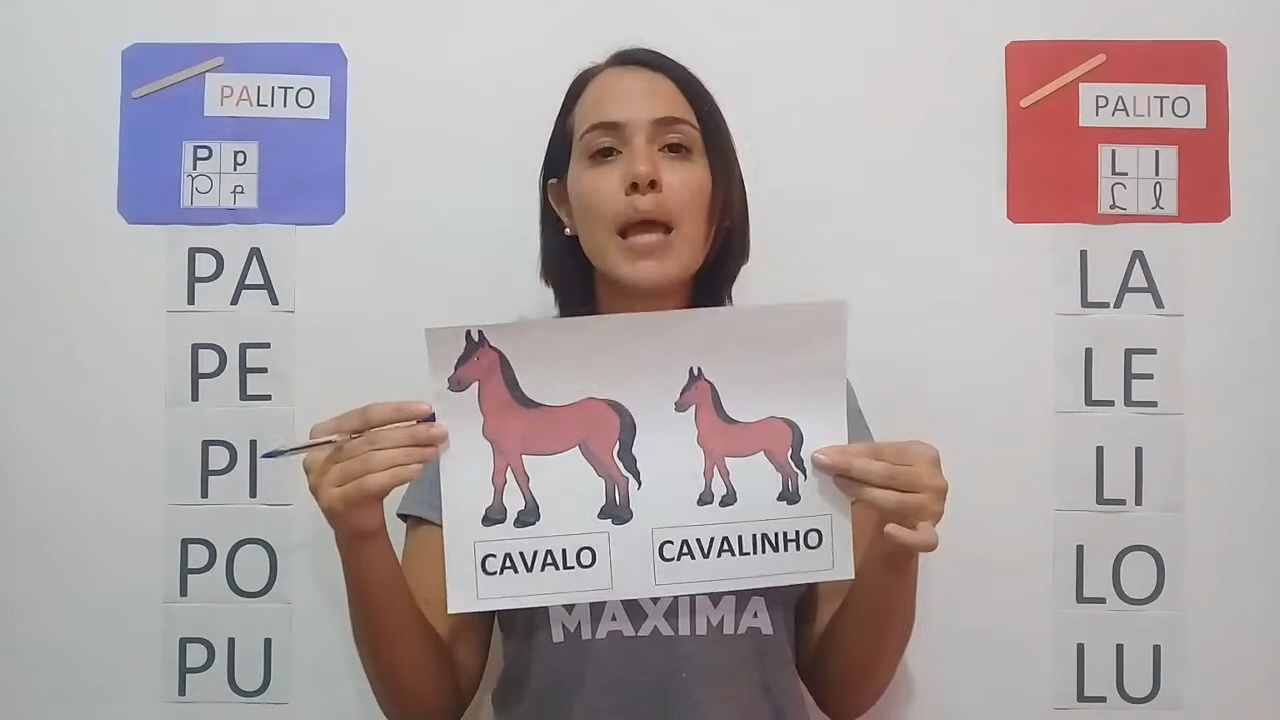 PALITO
P p
P p
PA
PE
PI
PO
PU
CAVALO
CAVALINHO
MAXIMA
PALITO
L l
L l
LA
LE
LI
LO
LU